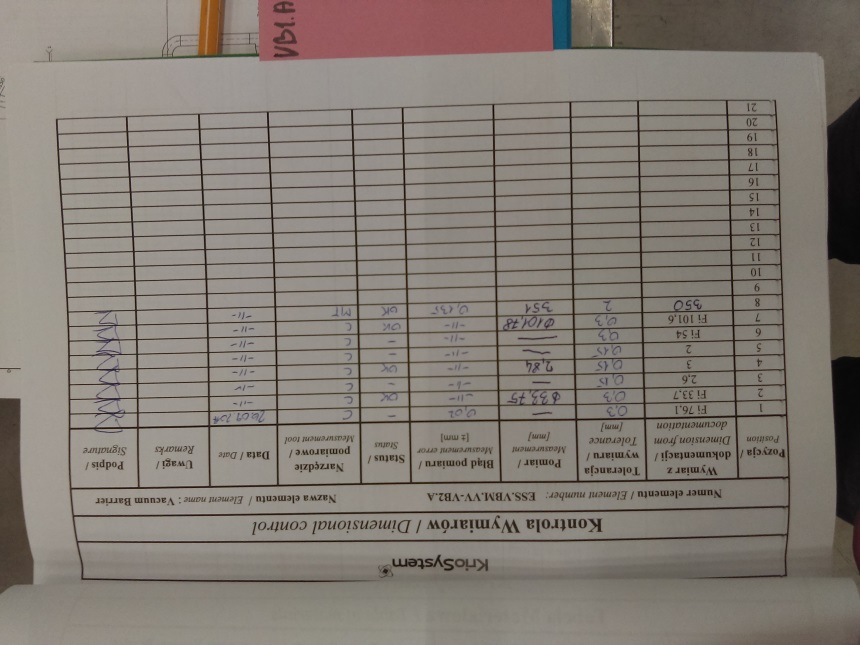 VB1.A
KrioSystem
Kontrola Wymiarów / Dimensional control
Numer elementu / Element number: ESS.VBM.VV-VB2.A Nazwa elementu / Element name: Vacuum Barrier
Pozycja / Position Wymiar z dokumentacji / Dimension from documentation Tolerancja wymiaru / Tolerance [mm] Pomiar / Measurement [mm] Błąd pomiaru / Measurement error [± mm] Status / Status Narzędzie pomiarowe / Measurement tool Data / Date Uwagi / Remarks Podpis / Signature
1 Fi 76,1 0,3 — 0,02 - C
2 Fi 33,7 0,3 φ33,75 -11- OK C -11-
3 2,6 0,15 — -11- - C -11-
4 3 0,15 2,84 -11- OK C -11-
5 2 0,15 — -11- - C -11-
6 Fi 54 0,3 — -11- - C -11-
7 Fi 101,6 0,3 φ101,78 -11- OK C -11-
8 350 2 351 0,135 OK MT -11-
9
10
11
12
13
14
15
16
17
18
19
20
21